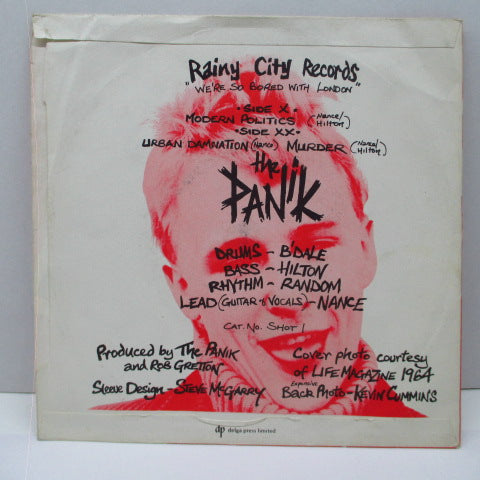 Rainy City Records
"WE'RE SO BORED WITH LONDON"
• SIDE X •
MODERN POLITICS (Nance/Hilton)
• SIDE XX •
URBAN DAMNATION (Nance) MURDER (Nance/Hilton)
the
PANiK
DRUMS - B'DALE
BASS - HILTON
RHYTHM - RANDOM
LEAD (GUITAR & VOCALS) - NANCE
CAT. No. SHOT 1
Produced by The PANIK
and ROB GRETTON
Sleeve Design - STEVE McGARRY
Cover photo courtesy
of LIFE MAGAZINE 1964
Expensive
Back Photo - KEVIN CUMMINS
dp delga press limited